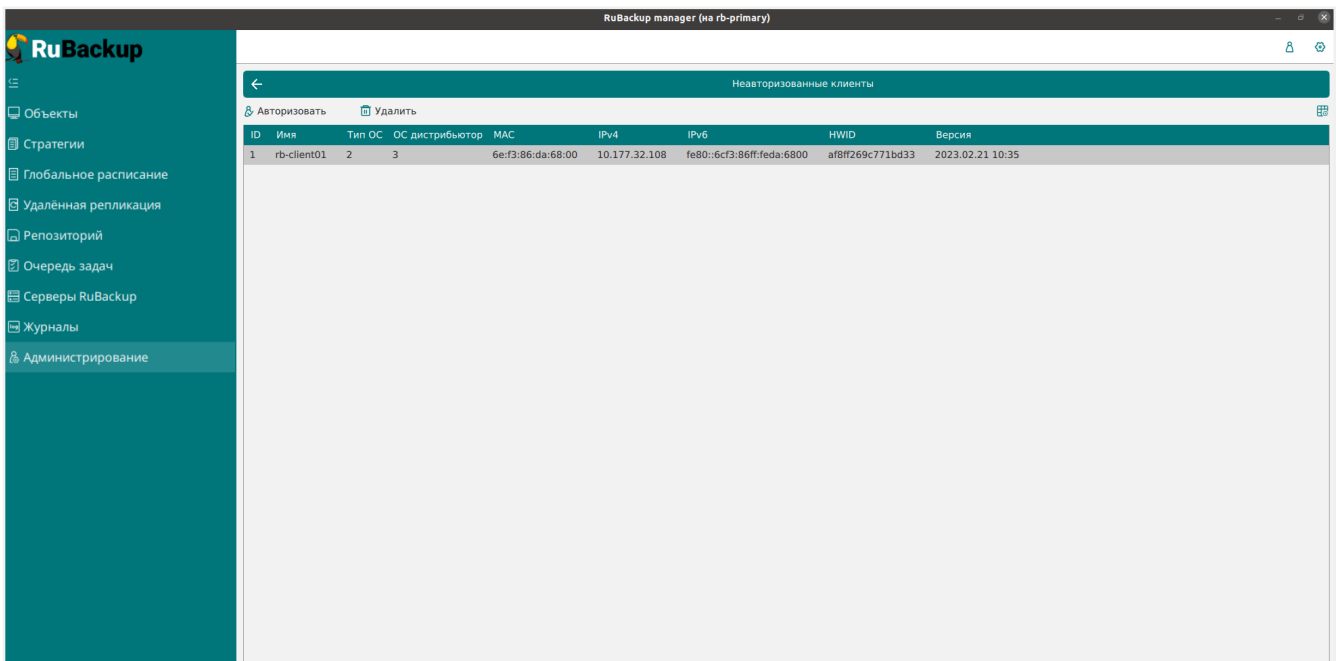 RuBackup manager (на rb-primary)
RuBackup
Объекты
Стратегии
Глобальное расписание
Удалённая репликация
Репозиторий
Очередь задач
Серверы RuBackup
Журналы
Администрирование
Неавторизованные клиенты
Авторизовать Удалить
ID Имя Тип ОС ОС дистрибьютор MAC IPv4 IPv6 HWID Версия
1 rb-client01 2 3 6e:f3:86:da:68:00 10.177.32.108 fe80::6cf3:86ff:feda:6800 af8ff269c771bd33 2023.02.21 10:35